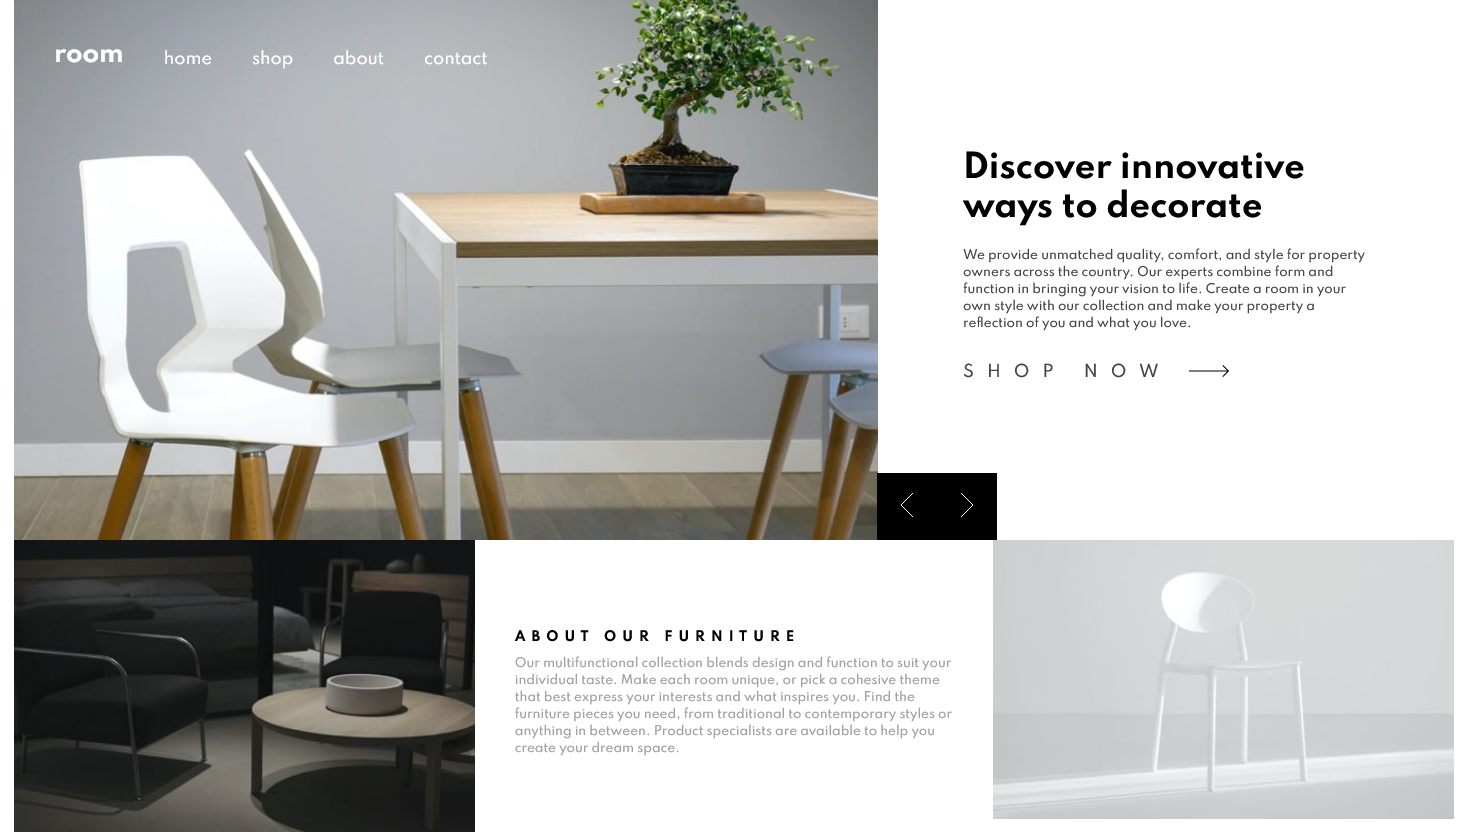 room
home shop about contact
Discover innovative
ways to decorate
We provide unmatched quality, comfort, and style for property
owners across the country. Our experts combine form and
function in bringing your vision to life. Create a room in your
own style with our collection and make your property a
reflection of you and what you love.
SHOP NOW
ABOUT OUR FURNITURE
Our multifunctional collection blends design and function to suit your
individual taste. Make each room unique, or pick a cohesive theme
that best express your interests and what inspires you. Find the
furniture pieces you need, from traditional to contemporary styles or
anything in between. Product specialists are available to help you
create your dream space.